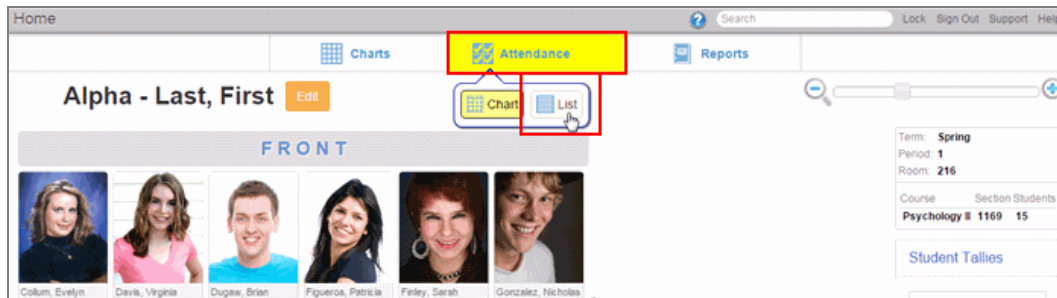 Home
Search
Lock Sign Out Support Help
Charts
Attendance
Reports
Alpha - Last, First Edit
Chart List
FRONT
Term: Spring
Period: 1
Room: 216
Course Section Students
Psychology II 1169 15
Student Tallies
Collum, Evelyn
Davis, Virginia
Dugaw, Brian
Figueroa, Patricia
Finley, Sarah
Gonzalez, Nicholas